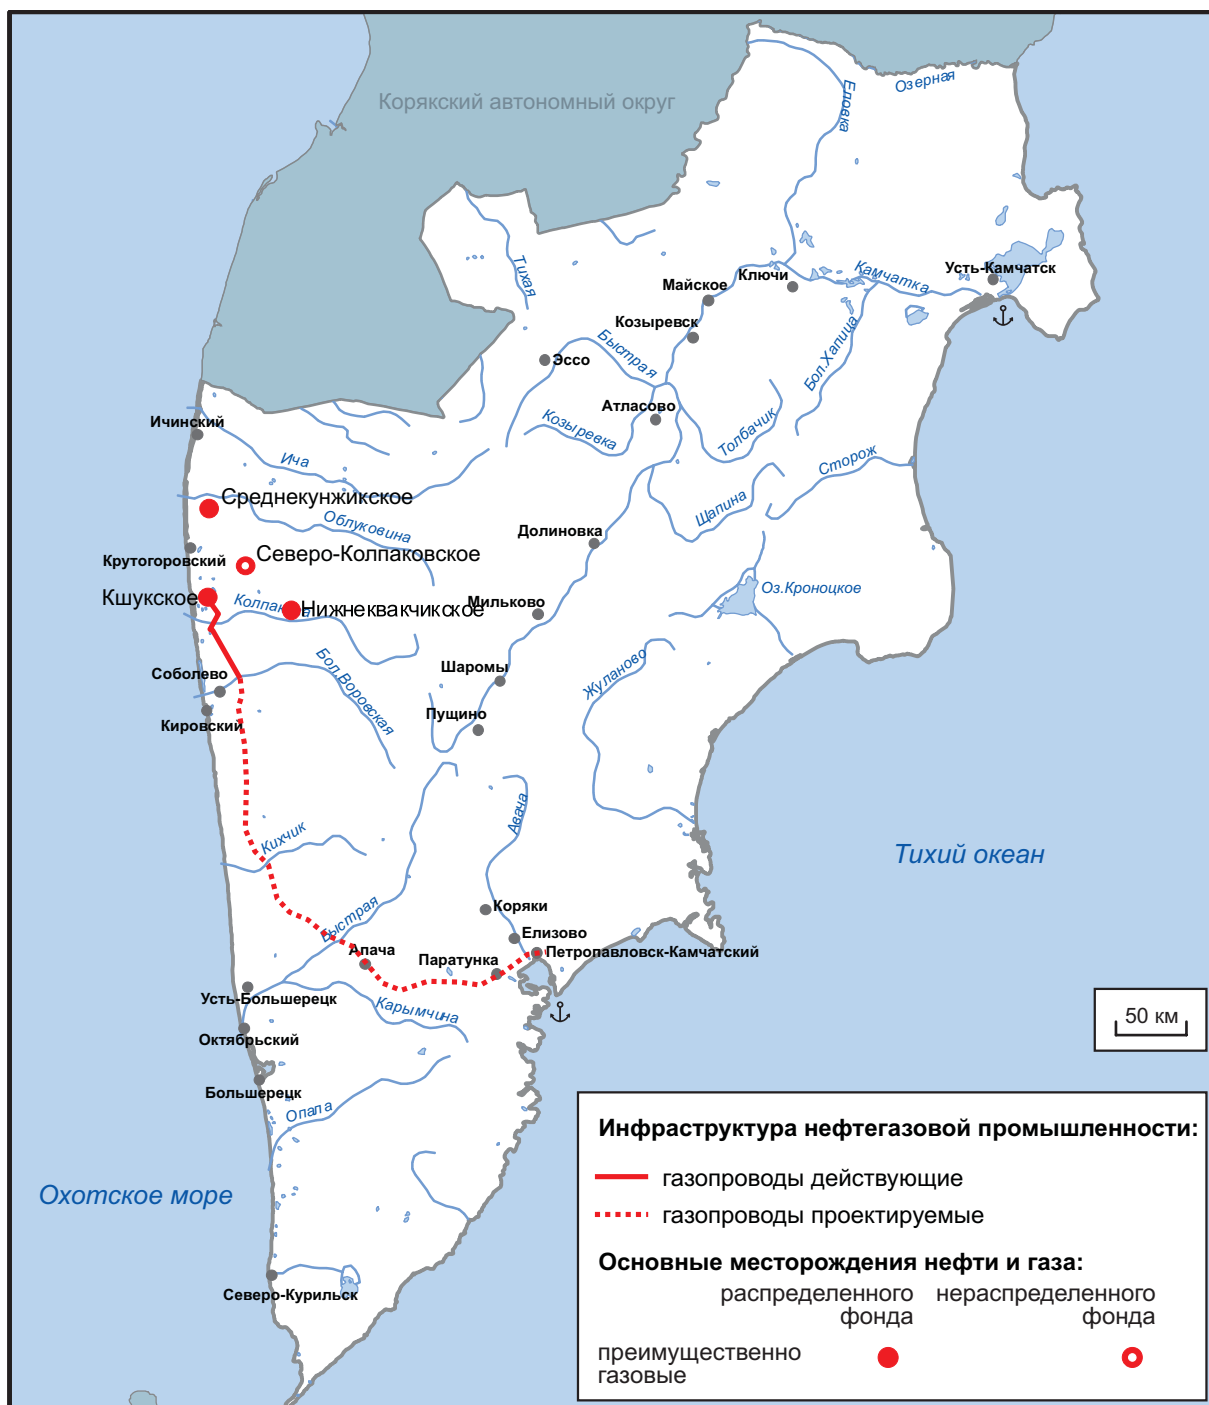 Корякский автономный округ
Озерная
Еловка
Тихая
Усть-Камчатск
Камчатка
Ключи
Майское
Козыревск
Бол.Хапица
Быстрая
Эссо
Атласово
Козыревка
Толбачик
Ичинский
Ича
Сторож
Среднекунжикское
Щапина
Облуковина
Долиновка
Крутогоровский
Северо-Колпаковское
Оз.Кроноцкое
Кшукское
Колпакова
Нижнеквакчикское
Мильково
Соболево
Бол.Воровская
Шаромы
Жуланово
Кировский
Пущино
Авача
Кихчик
Тихий океан
Быстрая
Коряки
Елизово
Апача
Паратунка
Петропавловск-Камчатский
Усть-Большерецк
Карымчина
Октябрьский
50 км
Большерецк
Опала
Охотское море
Северо-Курильск
Инфраструктура нефтегазовой промышленности:
газопроводы действующие
газопроводы проектируемые
Основные месторождения нефти и газа:
распределенного
фонда
нераспределенного
фонда
преимущественно
газовые